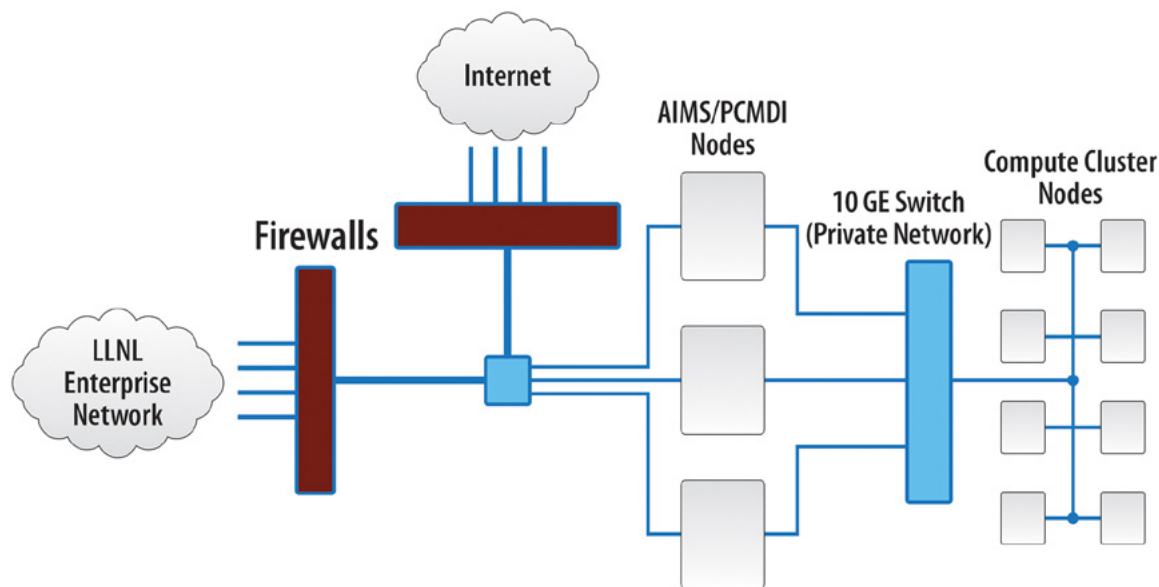 Internet
AIMS/PCMDI
Nodes
Compute Cluster
Nodes
10 GE Switch
(Private Network)
Firewalls
LLNL
Enterprise
Network